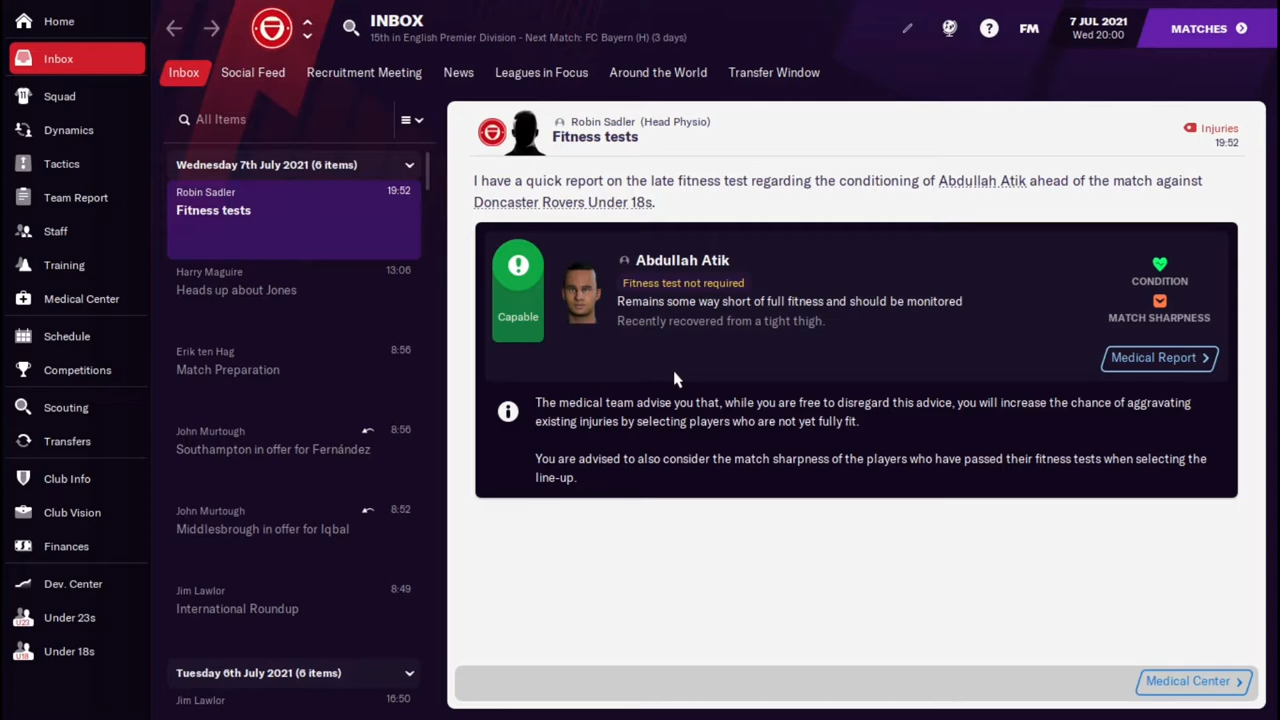 Home
Inbox
Squad
Dynamics
Tactics
Team Report
Staff
Training
Medical Center
Schedule
Competitions
Scouting
Transfers
Club Info
Club Vision
Finances
Dev. Center
U23 Under 23s
U18 Under 18s
INBOX
15th in English Premier Division - Next Match: FC Bayern (H) (3 days)
FM
7 JUL 2021
Wed 20:00
MATCHES
Inbox Social Feed Recruitment Meeting News Leagues in Focus Around the World Transfer Window
All Items
Wednesday 7th July 2021 (6 items)
Robin Sadler 19:52
Fitness tests
Harry Maguire 13:06
Heads up about Jones
Erik ten Hag 8:56
Match Preparation
John Murtough 8:56
Southampton in offer for Fernández
John Murtough 8:52
Middlesbrough in offer for Iqbal
Jim Lawlor 8:49
International Roundup
Tuesday 6th July 2021 (6 items)
Jim Lawlor 16:50
Robin Sadler (Head Physio)
Fitness tests
Injuries
19:52
I have a quick report on the late fitness test regarding the conditioning of Abdullah Atik ahead of the match against
Doncaster Rovers Under 18s.
Capable
Abdullah Atik
Fitness test not required
Remains some way short of full fitness and should be monitored
Recently recovered from a tight thigh.
CONDITION
MATCH SHARPNESS
Medical Report
The medical team advise you that, while you are free to disregard this advice, you will increase the chance of aggravating
existing injuries by selecting players who are not yet fully fit.
You are advised to also consider the match sharpness of the players who have passed their fitness tests when selecting the
line-up.
Medical Center